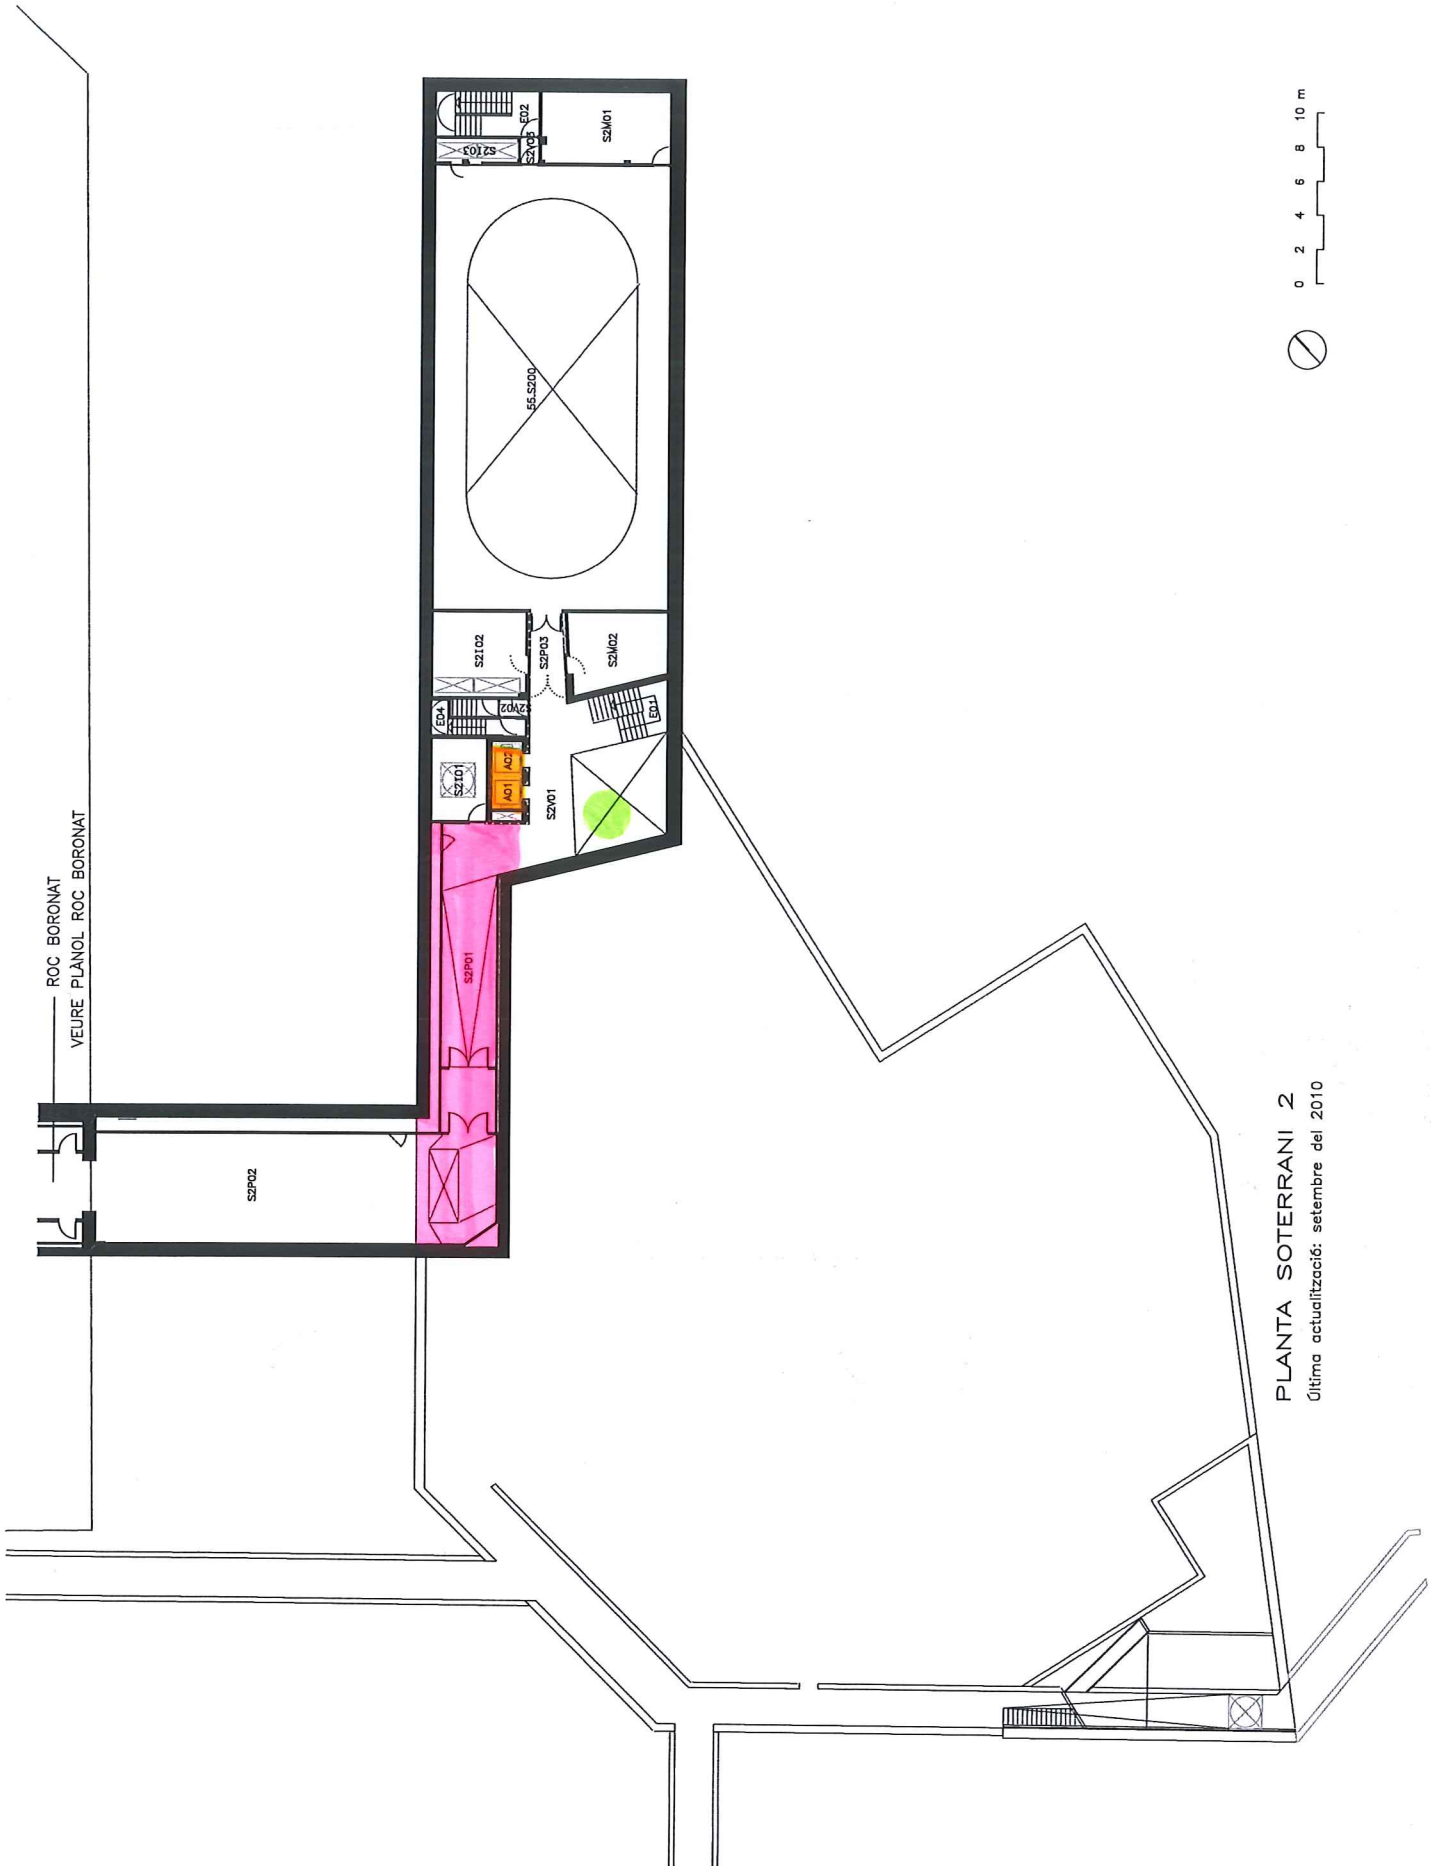 ROC BORONAT
VEURE PLÀNOL ROC BORONAT
E02
S2I03
S2V03
S2M01
55.S200
S2I02
S2P03
S2M02
E04
S2V02
E01
S2I01
A01
A02
S2V01
S2P01
S2P02
0 2 4 6 8 10 m
PLANTA SOTERRANI 2
Última actualització: setembre del 2010